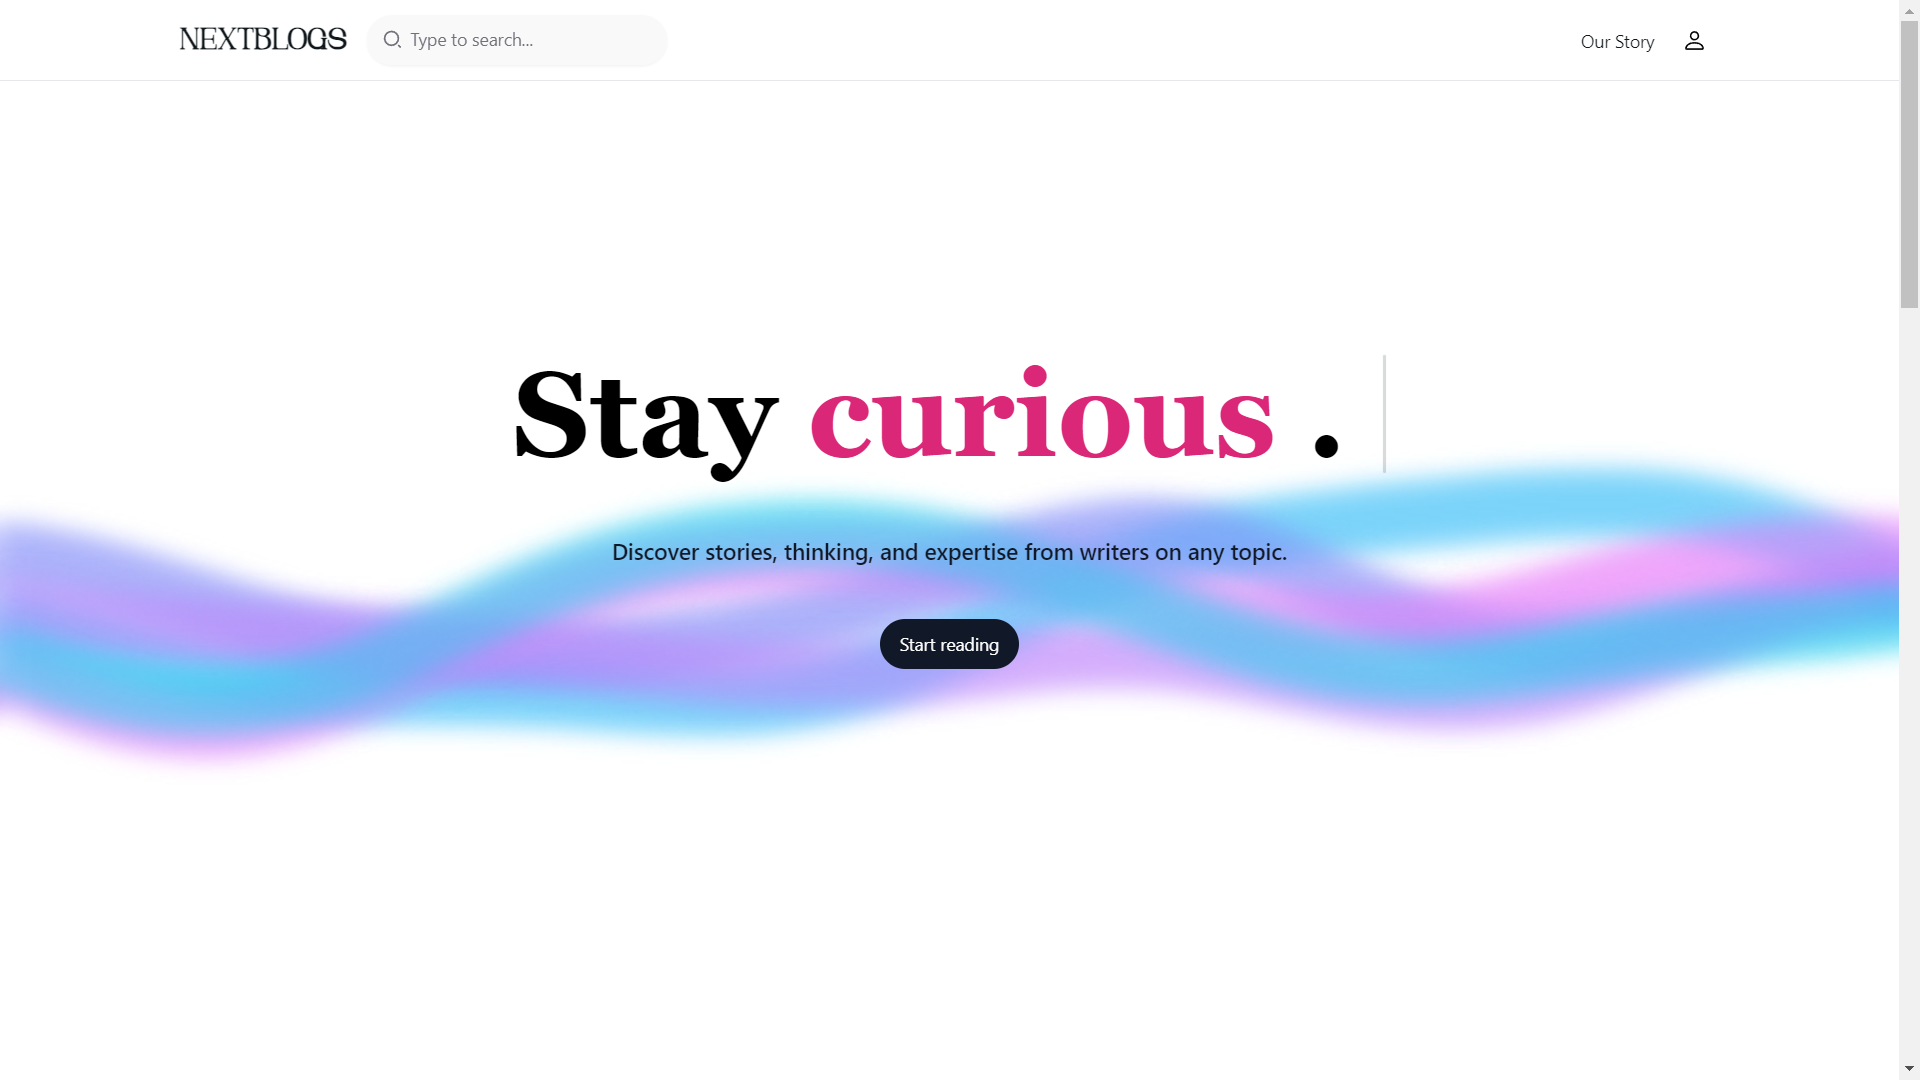 NEXTBLOGS
Type to search...
Our Story
Stay curious .
Discover stories, thinking, and expertise from writers on any topic.
Start reading